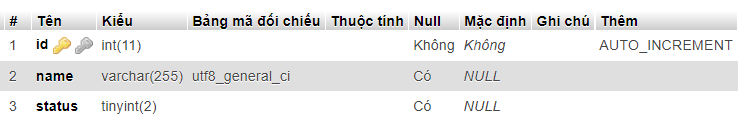 # Tên Kiểu Bảng mã đối chiếu Thuộc tính Null Mặc định Ghi chú Thêm
1 id int(11) Không Không AUTO_INCREMENT
2 name varchar(255) utf8_general_ci Có NULL
3 status tinyint(2) Có NULL